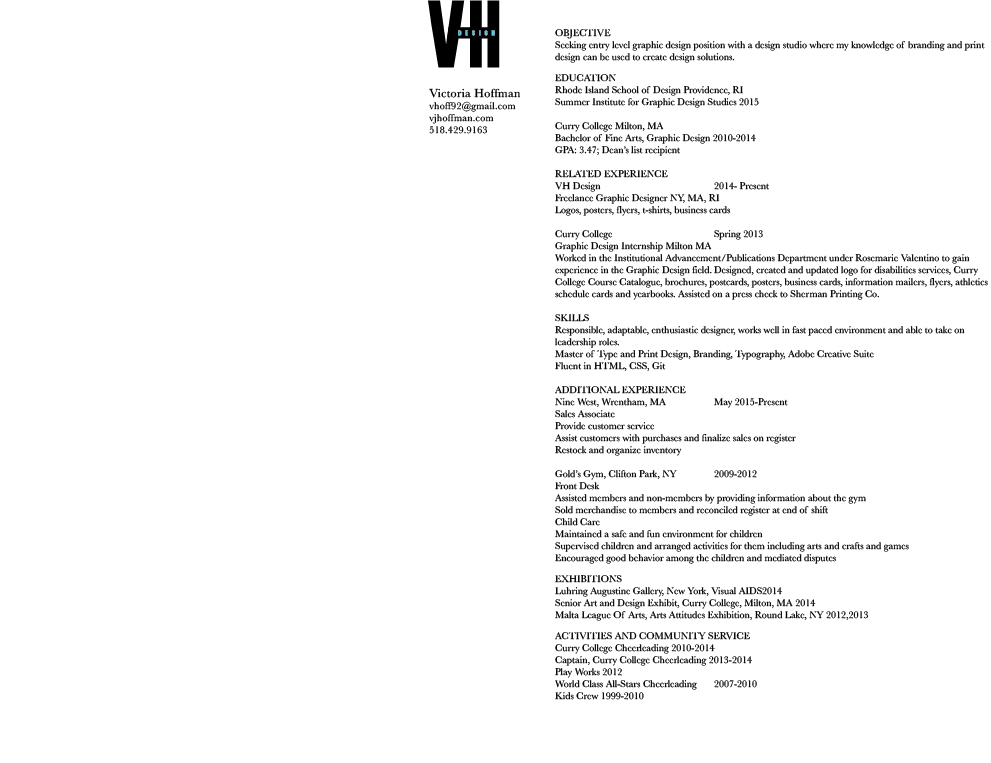 VH
DESIGN
Victoria Hoffman
vhoff92@gmail.com
vjhoffman.com
518.429.9163
OBJECTIVE
Seeking entry level graphic design position with a design studio where my knowledge of branding and print
design can be used to create design solutions.
EDUCATION
Rhode Island School of Design Providence, RI
Summer Institute for Graphic Design Studies 2015
Curry College Milton, MA
Bachelor of Fine Arts, Graphic Design 2010-2014
GPA: 3.47; Dean's list recipient
RELATED EXPERIENCE
VH Design 2014- Present
Freelance Graphic Designer NY, MA, RI
Logos, posters, flyers, t-shirts, business cards
Curry College Spring 2013
Graphic Design Internship Milton MA
Worked in the Institutional Advancement/Publications Department under Rosemarie Valentino to gain
experience in the Graphic Design field. Designed, created and updated logo for disabilities services, Curry
College Course Catalogue, brochures, postcards, posters, business cards, information mailers, flyers, athletics
schedule cards and yearbooks. Assisted on a press check to Sherman Printing Co.
SKILLS
Responsible, adaptable, enthusiastic designer, works well in fast paced environment and able to take on
leadership roles.
Master of Type and Print Design, Branding, Typography, Adobe Creative Suite
Fluent in HTML, CSS, Git
ADDITIONAL EXPERIENCE
Nine West, Wrentham, MA May 2015-Present
Sales Associate
Provide customer service
Assist customers with purchases and finalize sales on register
Restock and organize inventory
Gold's Gym, Clifton Park, NY 2009-2012
Front Desk
Assisted members and non-members by providing information about the gym
Sold merchandise to members and reconciled register at end of shift
Child Care
Maintained a safe and fun environment for children
Supervised children and arranged activities for them including arts and crafts and games
Encouraged good behavior among the children and mediated disputes
EXHIBITIONS
Luhring Augustine Gallery, New York, Visual AIDS2014
Senior Art and Design Exhibit, Curry College, Milton, MA 2014
Malta League Of Arts, Arts Attitudes Exhibition, Round Lake, NY 2012,2013
ACTIVITIES AND COMMUNITY SERVICE
Curry College Cheerleading 2010-2014
Captain, Curry College Cheerleading 2013-2014
Play Works 2012
World Class All-Stars Cheerleading 2007-2010
Kids Crew 1999-2010